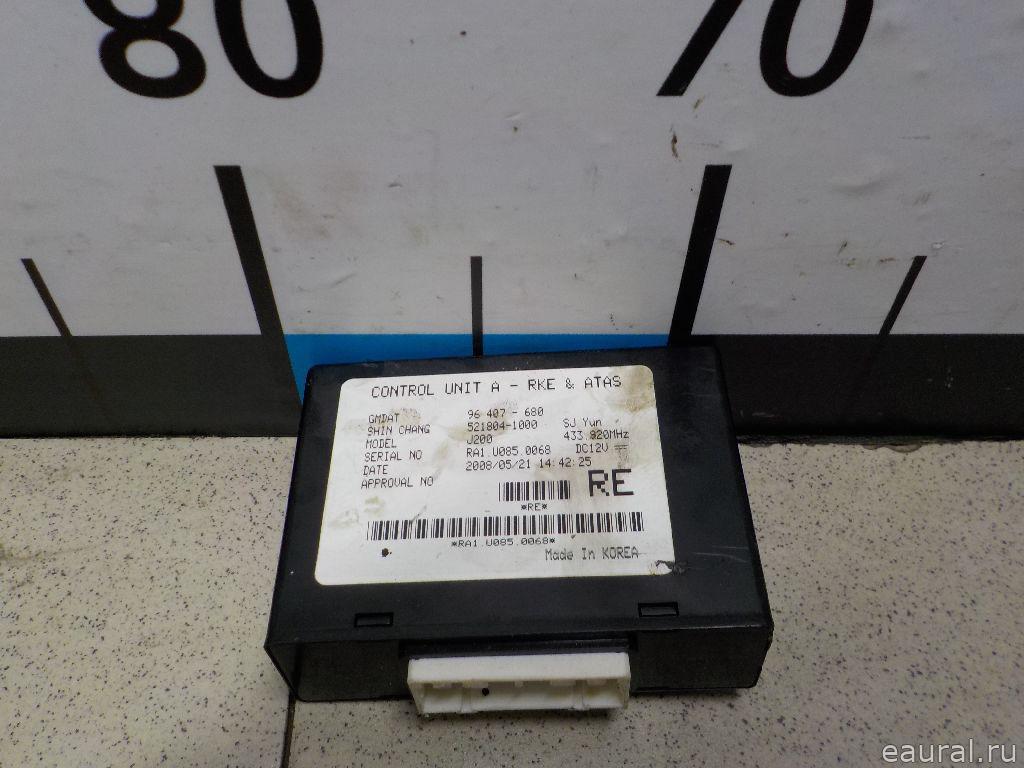 80 70
CONTROL UNIT A - RKE & ATAS
GMDAT 96 407 - 680
SHIN CHANG 521804-1000 SJ Yun
MODEL J200 433.920MHz
SERIAL NO RA1.U085.0068 DC12V
DATE 2008/05/21 14:42:25
APPROVAL NO
RE
*RE*
*RA1.U085.0068*
Made In KOREA
eaural.ru